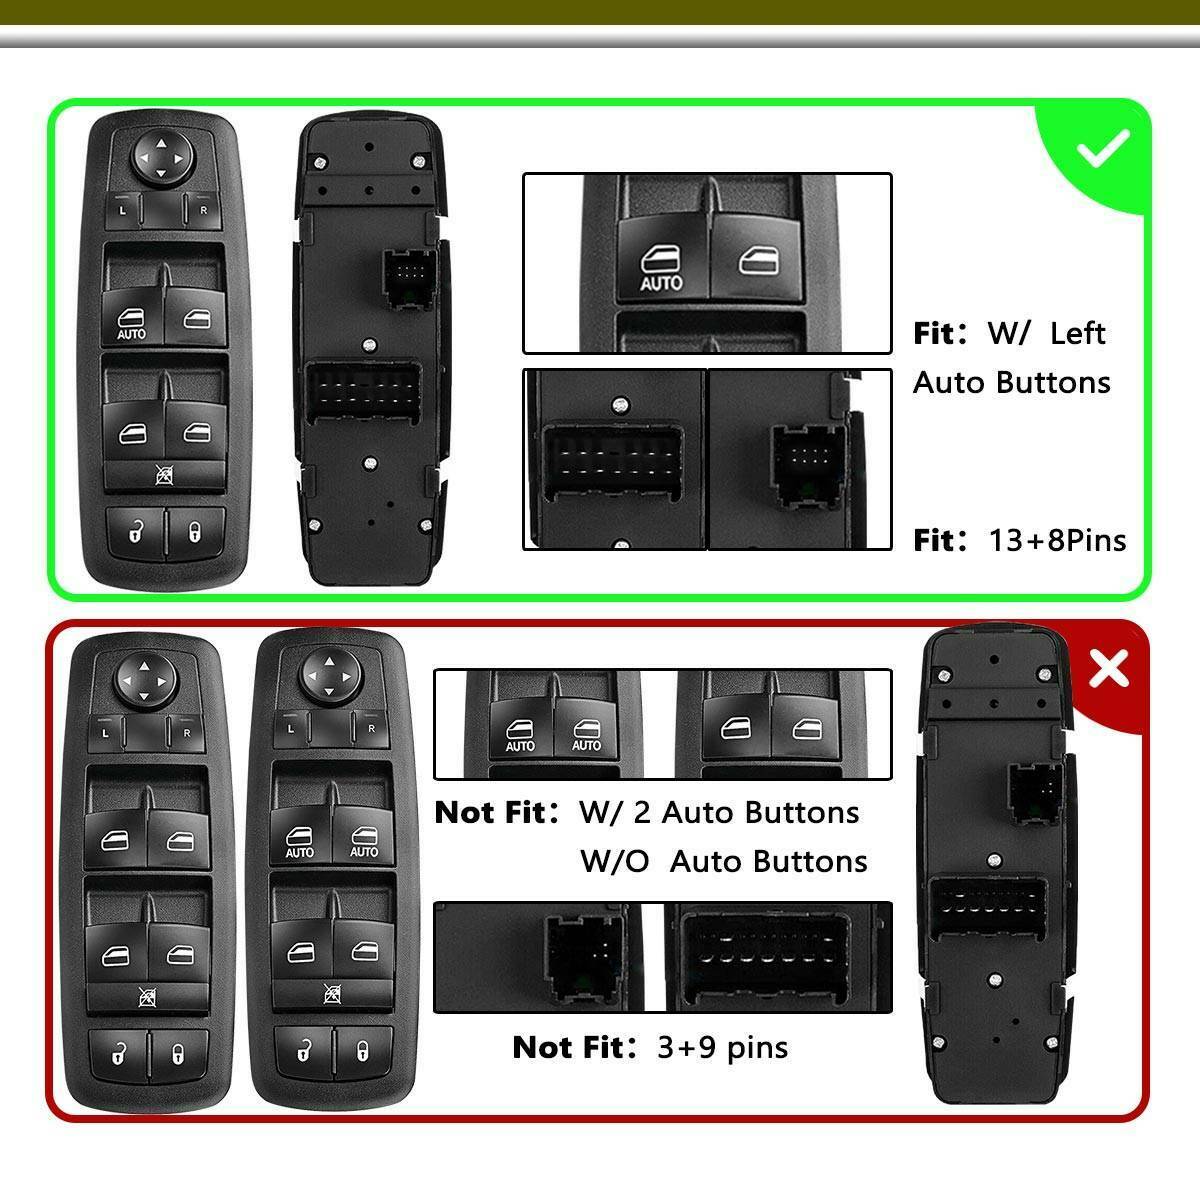 L R
AUTO
AUTO
Fit: W/ Left
Auto Buttons
Fit: 13+8Pins
L R
L R
AUTO AUTO
AUTO AUTO
Not Fit: W/ 2 Auto Buttons
W/O Auto Buttons
Not Fit: 3+9 pins